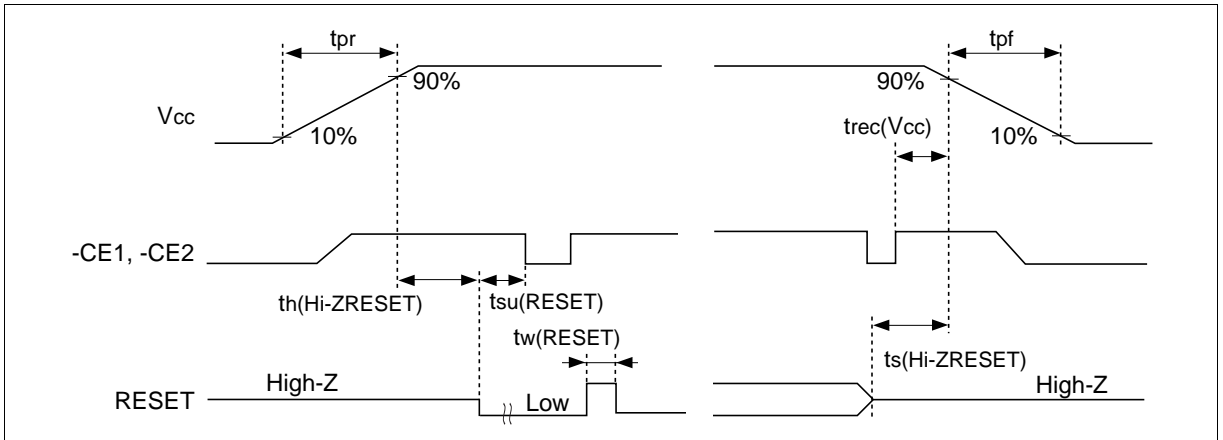 tpr
tpf
90%
90%
Vcc
10%
trec(Vcc)
10%
-CE1, -CE2
th(Hi-ZRESET)
tsu(RESET)
tw(RESET)
ts(Hi-ZRESET)
RESET
High-Z
Low
High-Z